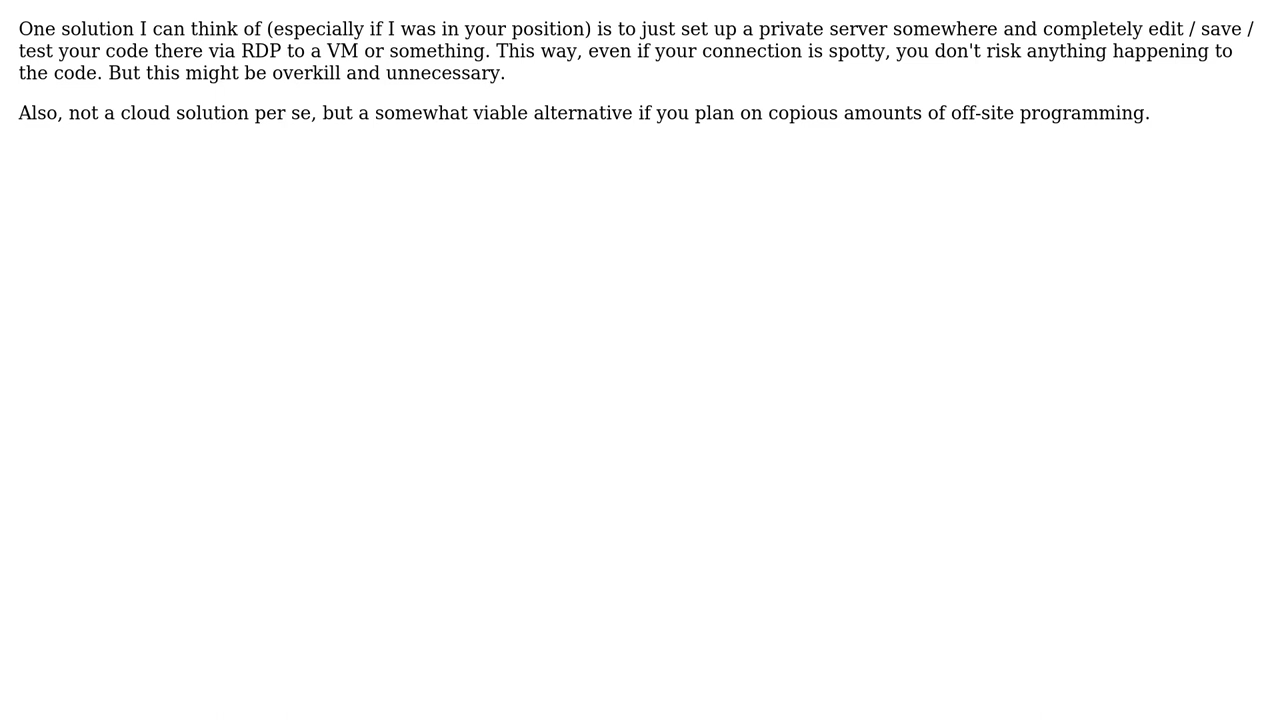 One solution I can think of (especially if I was in your position) is to just set up a private server somewhere and completely edit / save /
test your code there via RDP to a VM or something. This way, even if your connection is spotty, you don't risk anything happening to
the code. But this might be overkill and unnecessary.
Also, not a cloud solution per se, but a somewhat viable alternative if you plan on copious amounts of off-site programming.